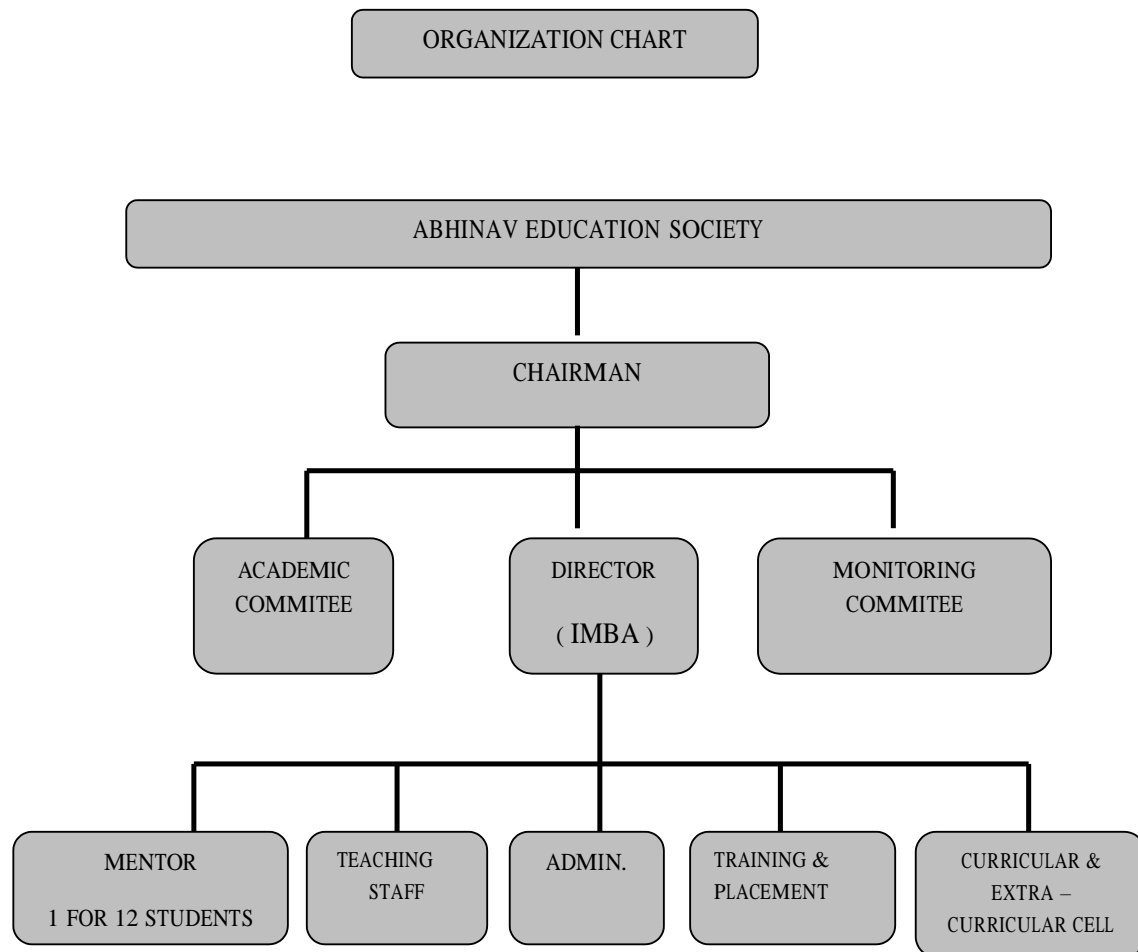 ORGANIZATION CHART
ABHINAV EDUCATION SOCIETY
CHAIRMAN
ACADEMIC
COMMITEE
DIRECTOR
( IMBA )
MONITORING
COMMITEE
MENTOR
1 FOR 12 STUDENTS
TEACHING
STAFF
ADMIN.
TRAINING &
PLACEMENT
CURRICULAR &
EXTRA –
CURRICULAR CELL